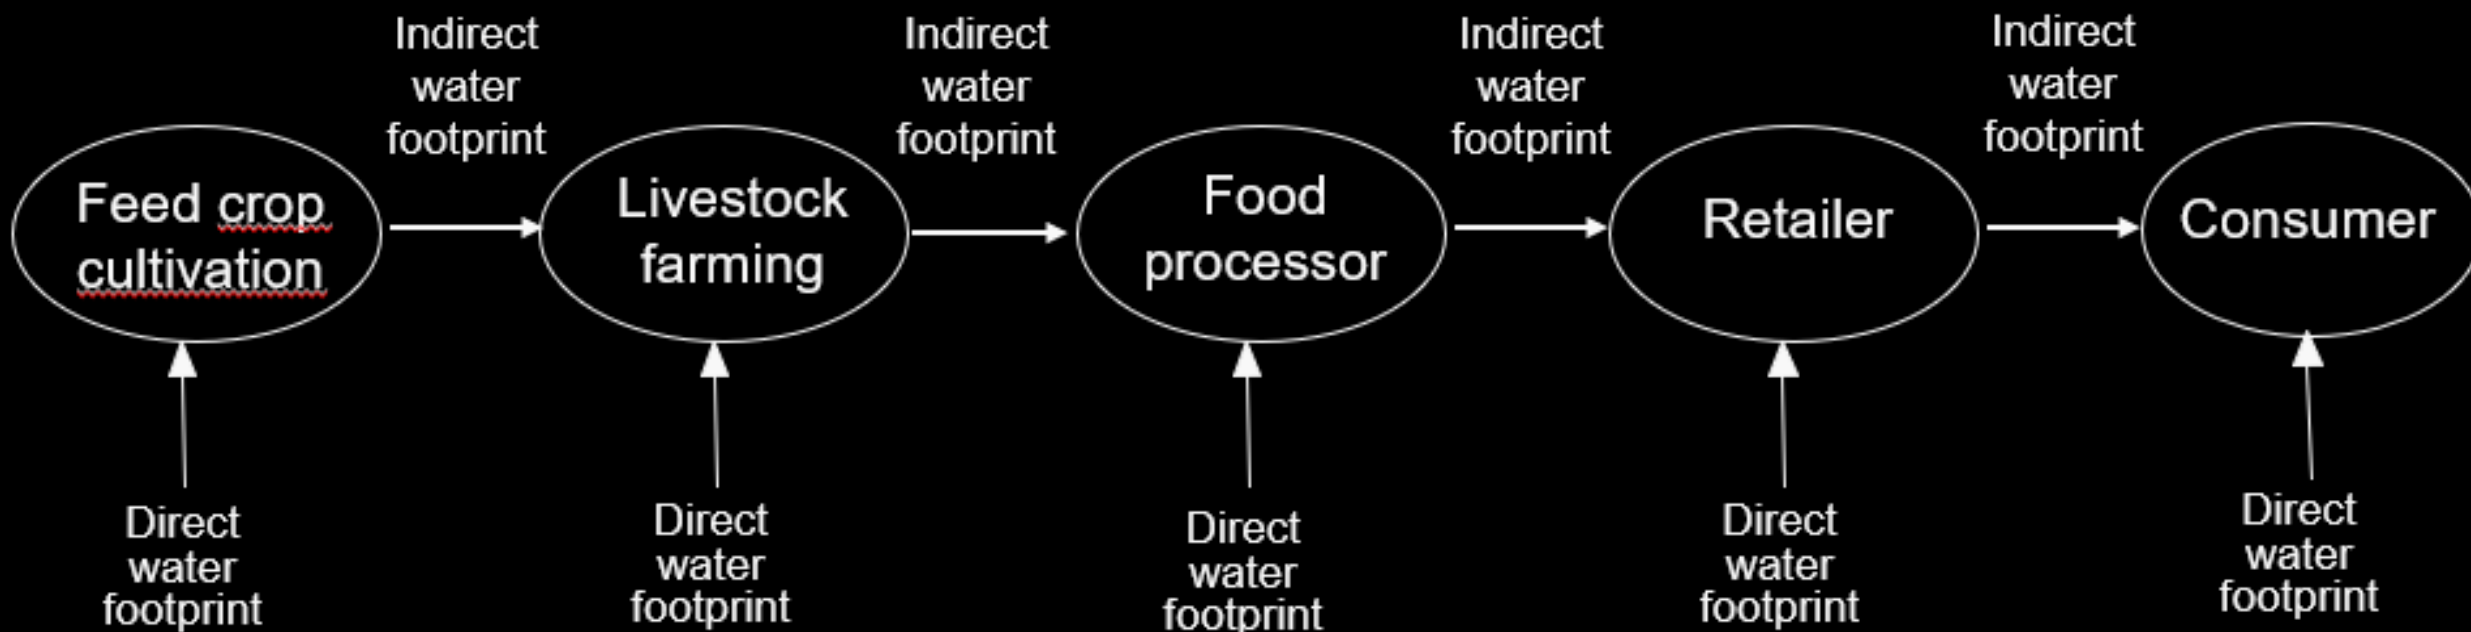 Indirect
water
footprint
Indirect
water
footprint
Indirect
water
footprint
Indirect
water
footprint
Feed crop
cultivation
Livestock
farming
Food
processor
Retailer
Consumer
Direct
water
footprint
Direct
water
footprint
Direct
water
footprint
Direct
water
footprint
Direct
water
footprint